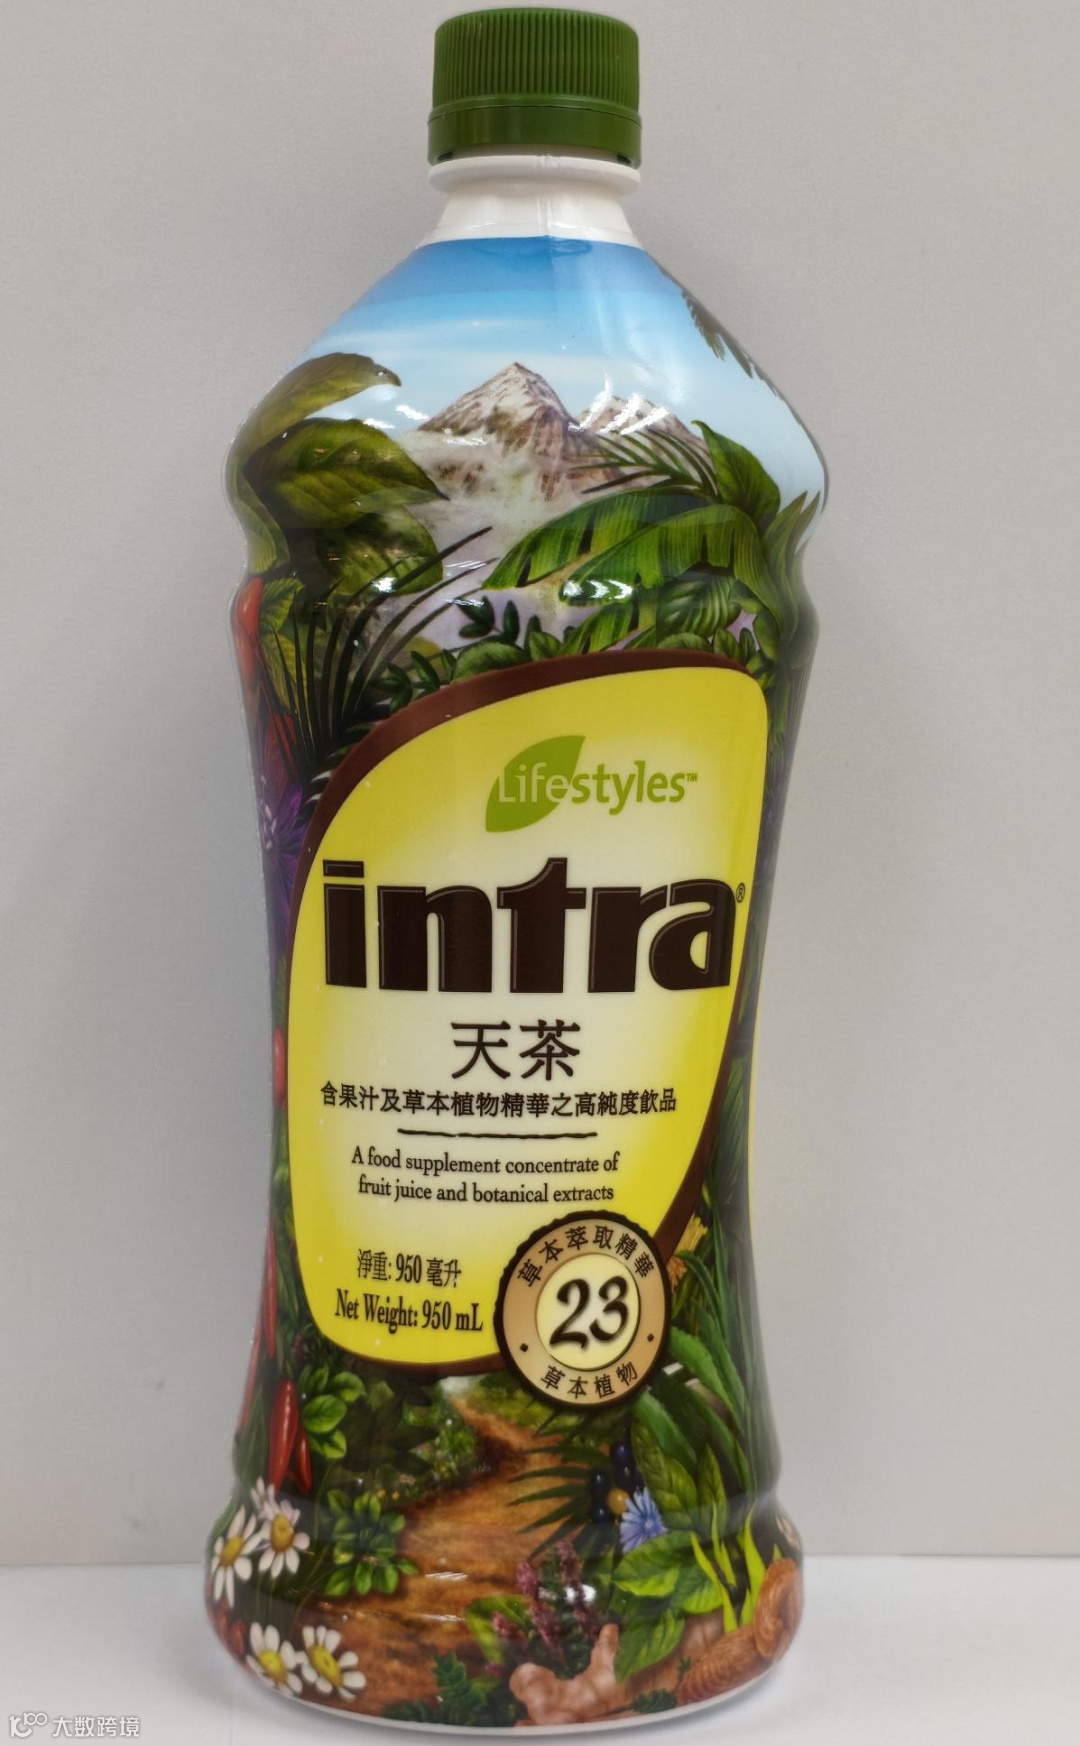 Lifestyles™
intra®
天茶
含果汁及草本植物精華之高純度飲品
A food supplement concentrate of
fruit juice and botanical extracts
淨重: 950 毫升
Net Weight: 950 mL
草本萃取精華
23
草本植物
大数跨境